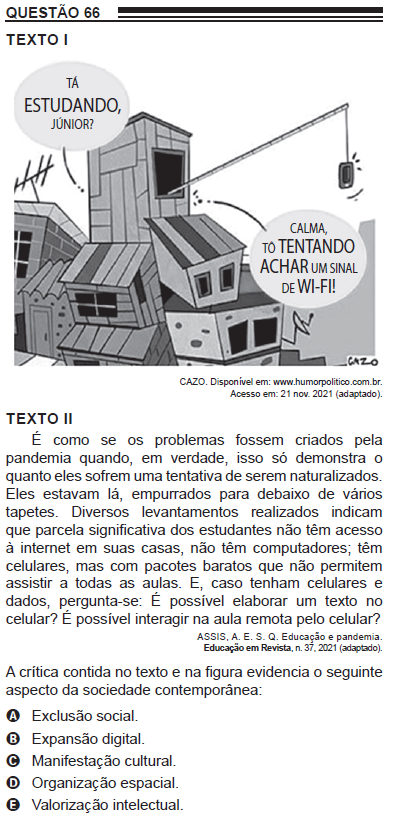 QUESTÃO 66
TEXTO I
TÁ
ESTUDANDO,
JÚNIOR?
CALMA,
TÔ TENTANDO
ACHAR UM SINAL
DE WI-FI!
CAZO
CAZO. Disponível em: www.humorpolitico.com.br.
Acesso em: 21 nov. 2021 (adaptado).
TEXTO II
É como se os problemas fossem criados pela
pandemia quando, em verdade, isso só demonstra o
quanto eles sofrem uma tentativa de serem naturalizados.
Eles estavam lá, empurrados para debaixo de vários
tapetes. Diversos levantamentos realizados indicam
que parcela significativa dos estudantes não têm acesso
à internet em suas casas, não têm computadores; têm
celulares, mas com pacotes baratos que não permitem
assistir a todas as aulas. E, caso tenham celulares e
dados, pergunta-se: É possível elaborar um texto no
celular? É possível interagir na aula remota pelo celular?
ASSIS, A. E. S. Q. Educação e pandemia.
Educação em Revista, n. 37, 2021 (adaptado).
A crítica contida no texto e na figura evidencia o seguinte
aspecto da sociedade contemporânea:
A Exclusão social.
B Expansão digital.
C Manifestação cultural.
D Organização espacial.
E Valorização intelectual.